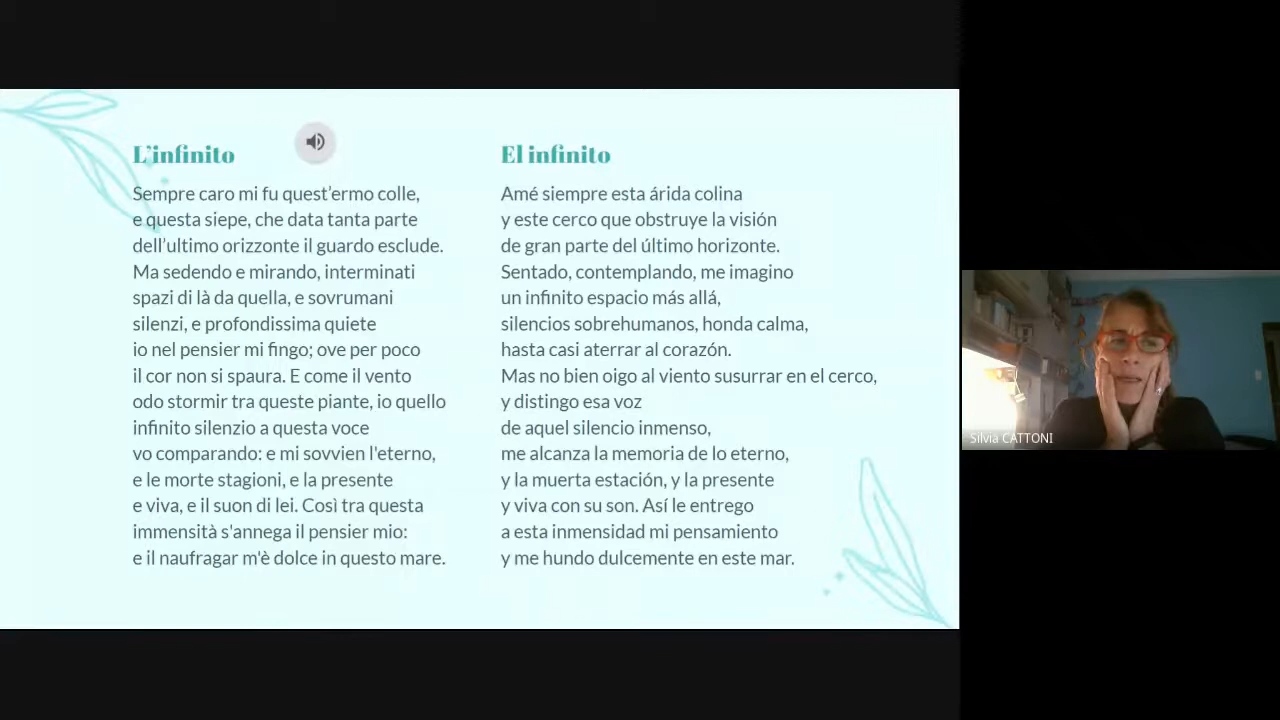 L'infinito
Sempre caro mi fu quest'ermo colle,
e questa siepe, che data tanta parte
dell'ultimo orizzonte il guardo esclude.
Ma sedendo e mirando, interminati
spazi di là da quella, e sovrumani
silenzi, e profondissima quiete
io nel pensier mi fingo; ove per poco
il cor non si spaura. E come il vento
odo stormir tra queste piante, io quello
infinito silenzio a questa voce
vo comparando: e mi sovvien l'eterno,
e le morte stagioni, e la presente
e viva, e il suon di lei. Così tra questa
immensità s'annega il pensier mio:
e il naufragar m'è dolce in questo mare.
El infinito
Amé siempre esta árida colina
y este cerco que obstruye la visión
de gran parte del último horizonte.
Sentado, contemplando, me imagino
un infinito espacio más allá,
silencios sobrehumanos, honda calma,
hasta casi aterrar al corazón.
Mas no bien oigo al viento susurrar en el cerco,
y distingo esa voz
de aquel silencio inmenso,
me alcanza la memoria de lo eterno,
y la muerta estación, y la presente
y viva con su son. Así le entrego
a esta inmensidad mi pensamiento
y me hundo dulcemente en este mar.
Silvia CATTONI